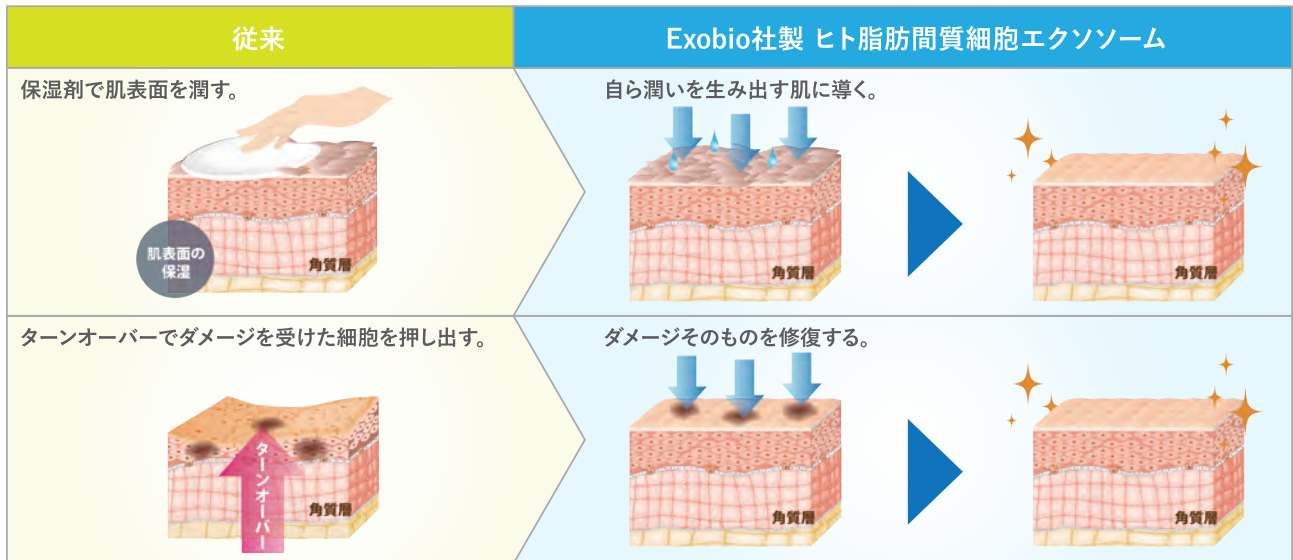 従来
Exobio社製 ヒト脂肪間質細胞エクソソーム
保湿剤で肌表面を潤す。
肌表面の
保湿
角質層
自ら潤いを生み出す肌に導く。
角質層
角質層
ターンオーバーでダメージを受けた細胞を押し出す。
ターンオーバー
角質層
ダメージそのものを修復する。
角質層
角質層